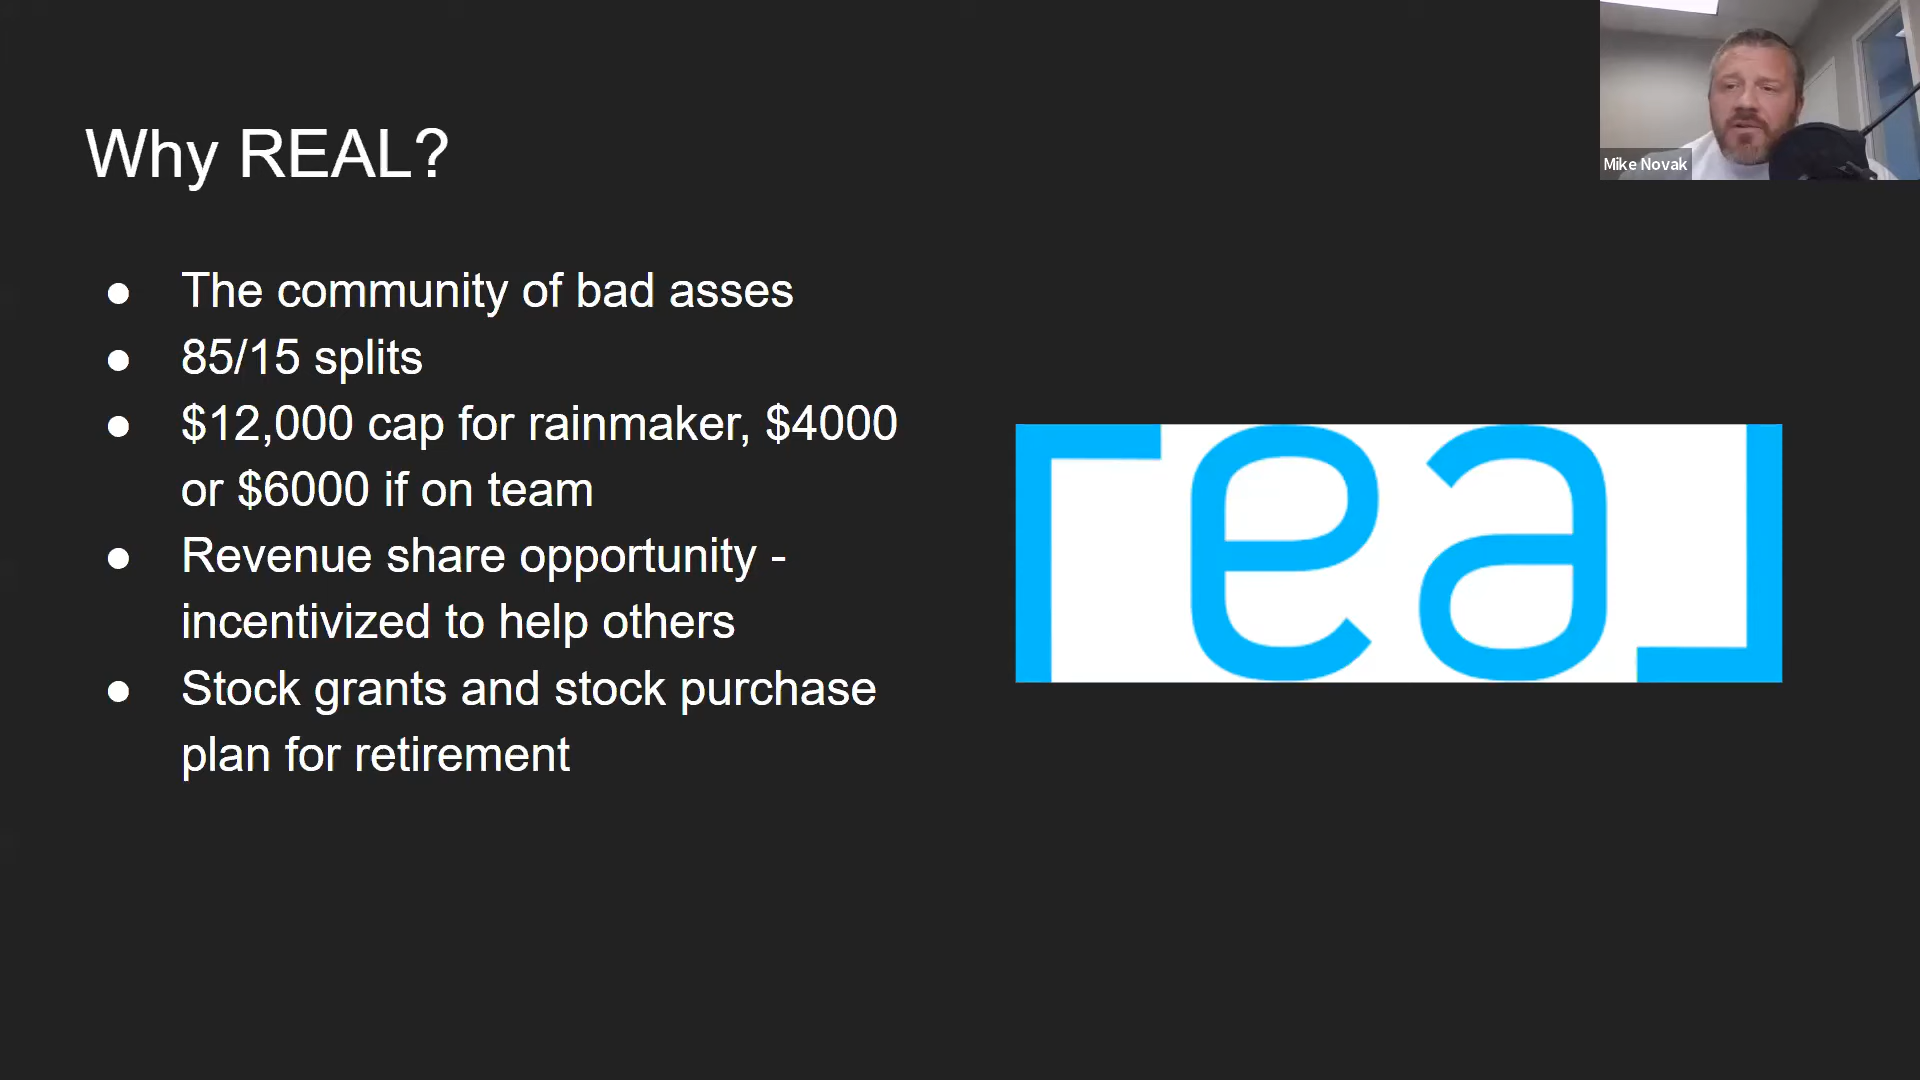 Why REAL?
Mike Novak
● The community of bad asses
● 85/15 splits
● $12,000 cap for rainmaker, $4000
or $6000 if on team
● Revenue share opportunity -
incentivized to help others
● Stock grants and stock purchase
plan for retirement
real